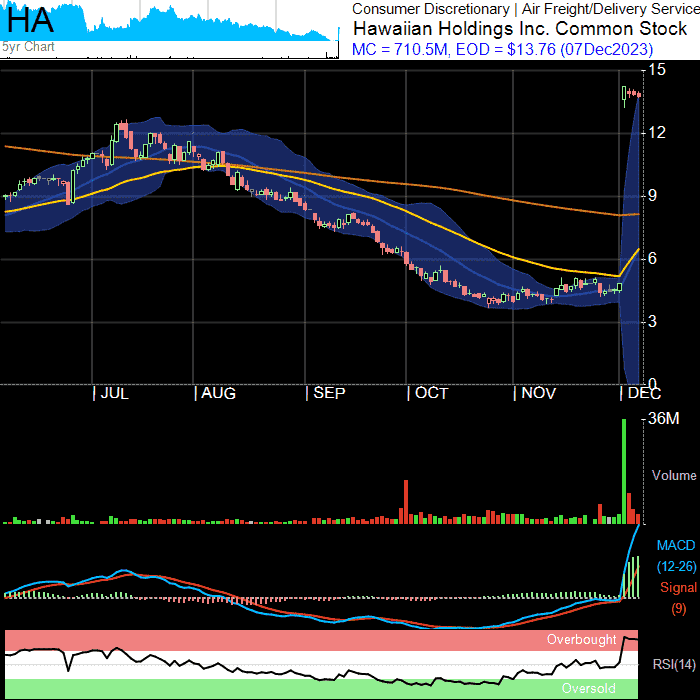 HA
5yr Chart
Consumer Discretionary | Air Freight/Delivery Service
Hawaiian Holdings Inc. Common Stock
MC = 710.5M, EOD = $13.76 (07Dec2023)
15
12
9
6
3
0
JUL
AUG
SEP
OCT
NOV
DEC
36M
Volume
MACD
(12-26)
Signal
(9)
Overbought
RSI(14)
Oversold